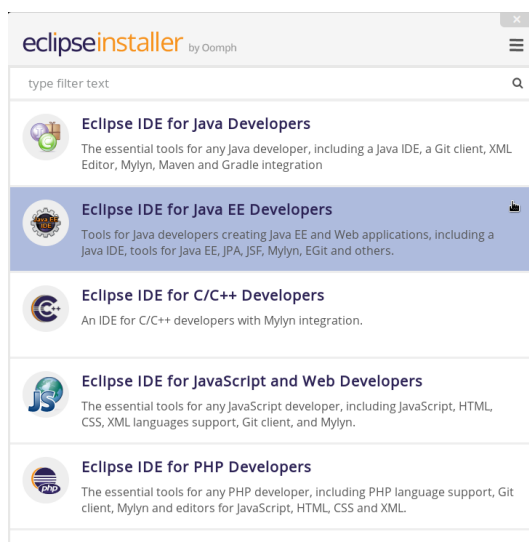 eclipseinstaller by Oomph
type filter text
Eclipse IDE for Java Developers
The essential tools for any Java developer, including a Java IDE, a Git client, XML
Editor, Mylyn, Maven and Gradle integration
Java EE
IDE
Eclipse IDE for Java EE Developers
Tools for Java developers creating Java EE and Web applications, including a
Java IDE, tools for Java EE, JPA, JSF, Mylyn, EGit and others.
C++
Eclipse IDE for C/C++ Developers
An IDE for C/C++ developers with Mylyn integration.
JS
Eclipse IDE for JavaScript and Web Developers
The essential tools for any JavaScript developer, including JavaScript, HTML,
CSS, XML languages support, Git client, and Mylyn.
php
Eclipse IDE for PHP Developers
The essential tools for any PHP developer, including PHP language support, Git
client, Mylyn and editors for JavaScript, HTML, CSS and XML.